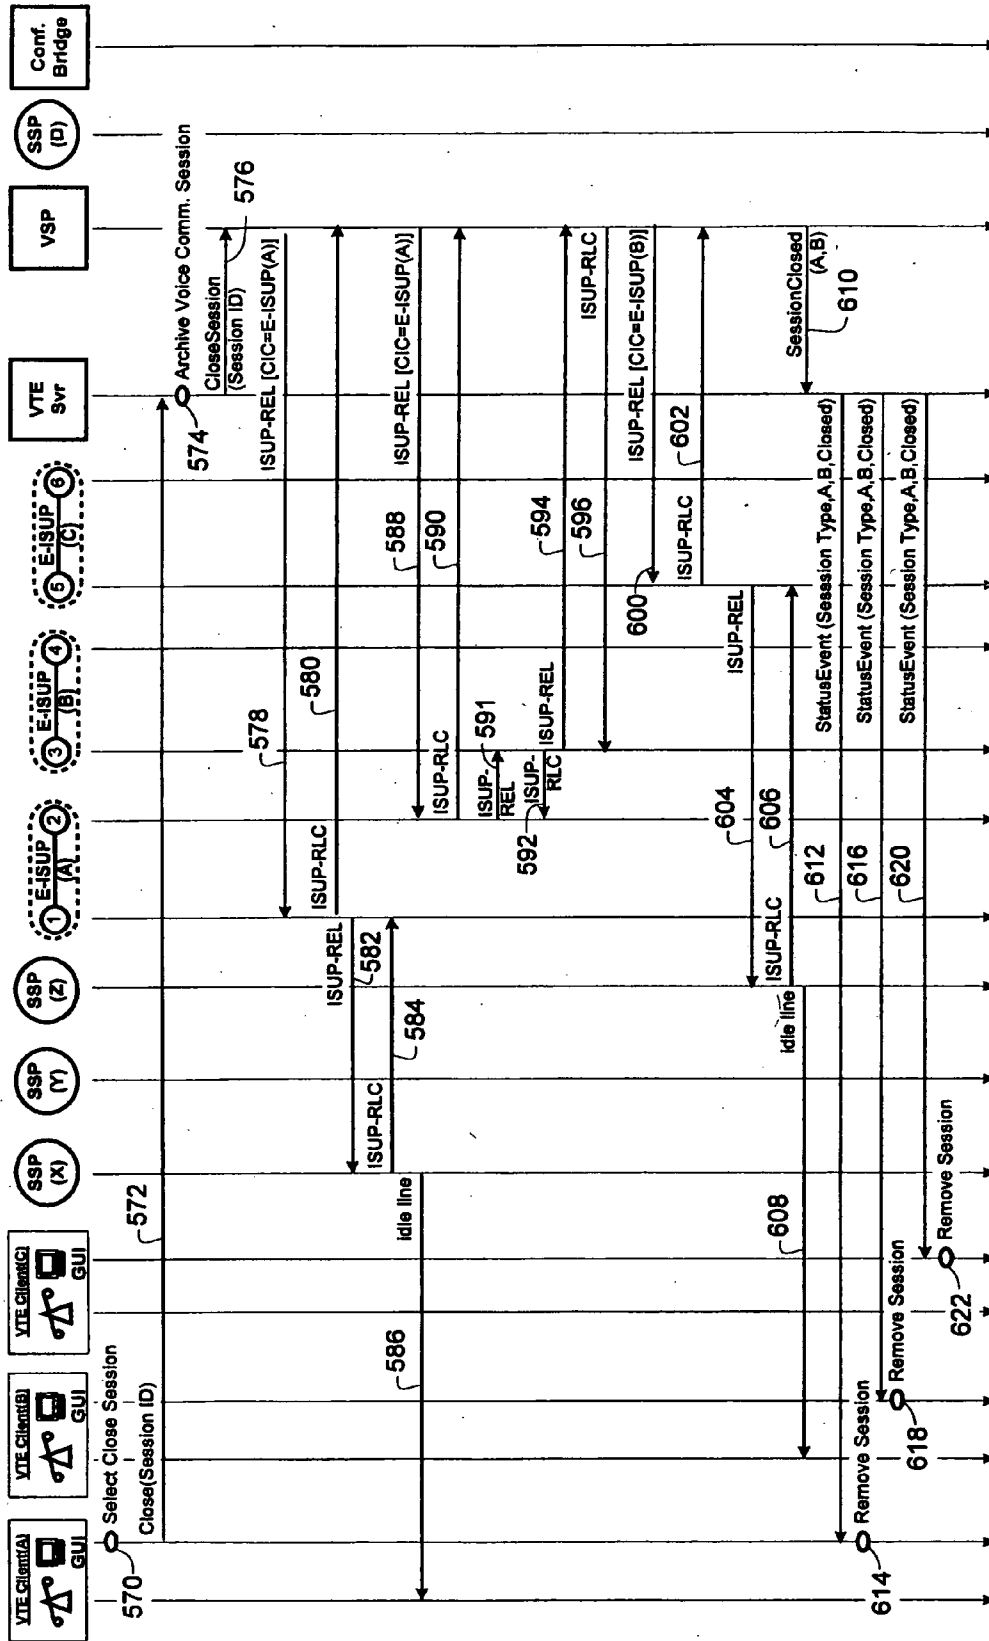 VTE Client(A)
GUI
VTE Client(B)
GUI
VTE Client(C)
GUI
SSP
(X)
SSP
(Y)
SSP
(Z)
1
E-ISUP
(A)
2
3
E-ISUP
(B)
4
5
E-ISUP
(C)
6
VTE
Svr
VSP
SSP
(D)
Conf.
Bridge
Select Close Session
570
Close(Session ID)
572
Archive Voice Comm. Session
574
CloseSession
(Session ID)
576
ISUP-REL [CIC=E-ISUP(A)]
578
ISUP-RLC
580
ISUP-REL
582
ISUP-RLC
584
idle line
586
ISUP-REL [CIC=E-ISUP(A)]
588
ISUP-RLC
590
ISUP-
REL
591
ISUP-
RLC
592
ISUP-REL
594
ISUP-RLC
596
ISUP-REL [CIC=E-ISUP(B)]
600
ISUP-RLC
602
ISUP-REL
604
ISUP-RLC
606
idle line
608
SessionClosed
(A,B)
610
StatusEvent (Session Type,A,B,Closed)
612
Remove Session
614
StatusEvent (Session Type,A,B,Closed)
616
Remove Session
618
StatusEvent (Session Type,A,B,Closed)
620
Remove Session
622